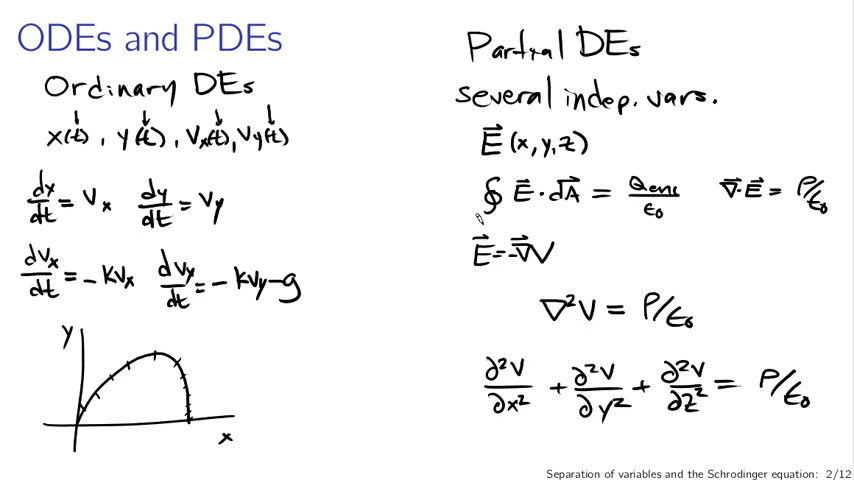 ODEs and PDEs
Ordinary DEs
x(t), y(t), Vx(t), Vy(t)
dx/dt = Vx dy/dt = Vy
dVx/dt = -kVx dVy/dt = -kVy-g
y
x
Partial DEs
several indep. vars.
E⃗(x,y,z)
∮ E⃗·dA⃗ = Qenc/ε₀ ∇⃗·E⃗ = ρ/ε₀
E⃗=-∇⃗V
∇²V = ρ/ε₀
∂²V/∂x² + ∂²V/∂y² + ∂²V/∂z² = ρ/ε₀
Separation of variables and the Schrodinger equation: 2/12